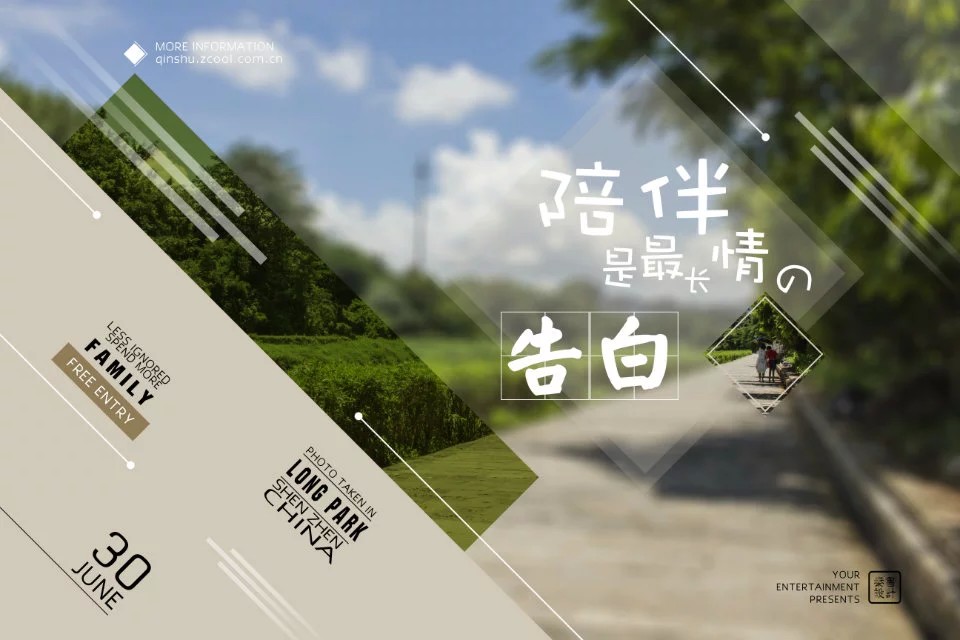 MORE INFORMATION
qinshu.zcool.com.cn
陪伴
是最长情の
告白
LESS IGNORED
SPEND MORE
FAMILY
FREE ENTRY
PHOTO TAKEN IN
LONG PARK
SHEN ZHEN
CHINA
30
JUNE
YOUR
ENTERTAINMENT
PRESENTS